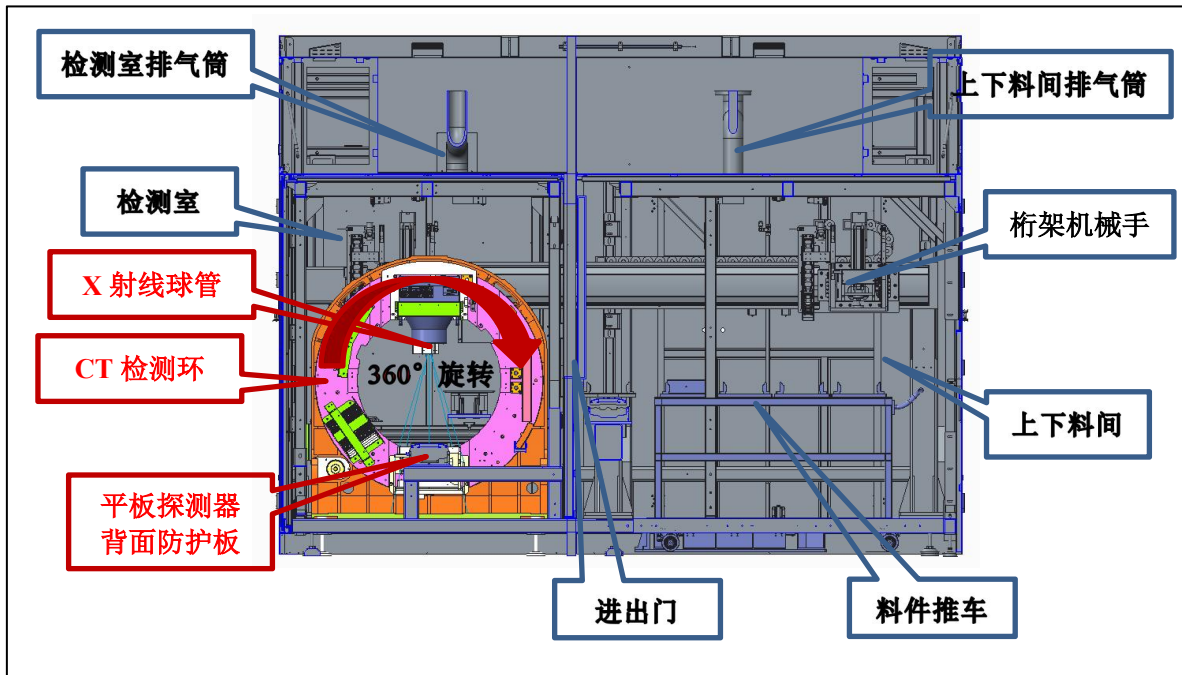 检测室排气筒
上下料间排气筒
检测室
桁架机械手
X 射线球管
CT 检测环
360° 旋转
上下料间
平板探测器
背面防护板
进出门
料件推车